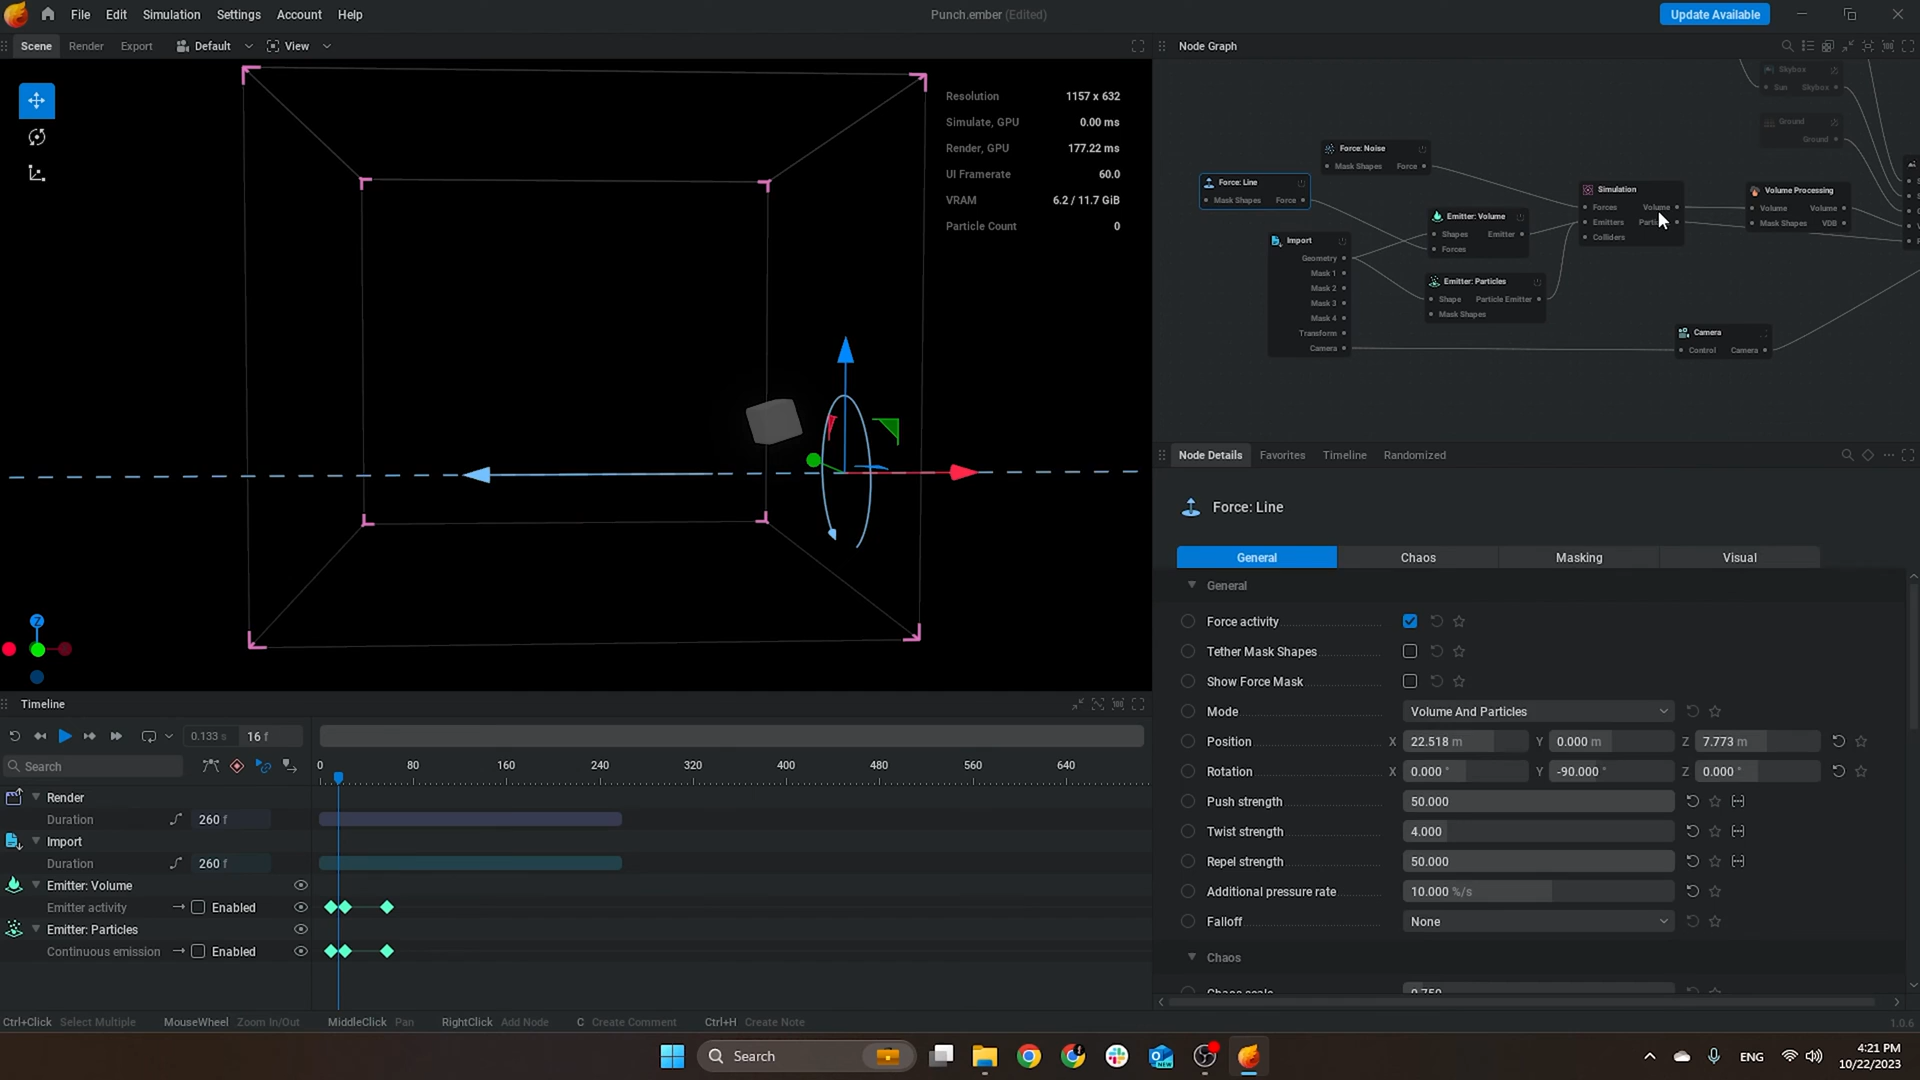 File Edit Simulation Settings Account Help
Punch.ember (Edited)
Update Available
Scene Render Export Default View
Node Graph
Resolution 1157 x 632
Simulate, GPU 0.00 ms
Render, GPU 177.22 ms
UI Framerate 60.0
VRAM 6.2 / 11.7 GiB
Particle Count 0
Z
Skybox
Sun Skybox
Ground
Ground
Force: Noise
Mask Shapes Force
Force: Line
Mask Shapes Force
Import
Geometry
Mask 1
Mask 2
Mask 3
Mask 4
Transform
Camera
Emitter: Volume
Shapes Emitter
Forces
Emitter: Particles
Shape Particle Emitter
Mask Shapes
Simulation
Forces Volume
Emitters
Colliders
Volume Processing
Volume Volume
Mask Shapes VDB
Camera
Control Camera
Node Details Favorites Timeline Randomized
Force: Line
General Chaos Masking Visual
General
Force activity
Tether Mask Shapes
Show Force Mask
Mode Volume And Particles
Position X 22.518 m Y 0.000 m Z 7.773 m
Rotation X 0.000 ° Y -90.000 ° Z 0.000 °
Push strength 50.000
Twist strength 4.000
Repel strength 50.000
Additional pressure rate 10.000 %/s
Falloff None
Chaos
Chaos scale 0.750
Timeline
0.133 s 16 f
Search
0 80 160 240 320 400 480 560 640
Render
Duration 260 f
Import
Duration 260 f
Emitter: Volume
Emitter activity Enabled
Emitter: Particles
Continuous emission Enabled
Ctrl+Click Select Multiple MouseWheel Zoom In/Out MiddleClick Pan RightClick Add Node C Create Comment Ctrl+H Create Note
1.0.6
Search
ENG
4:21 PM
10/22/2023